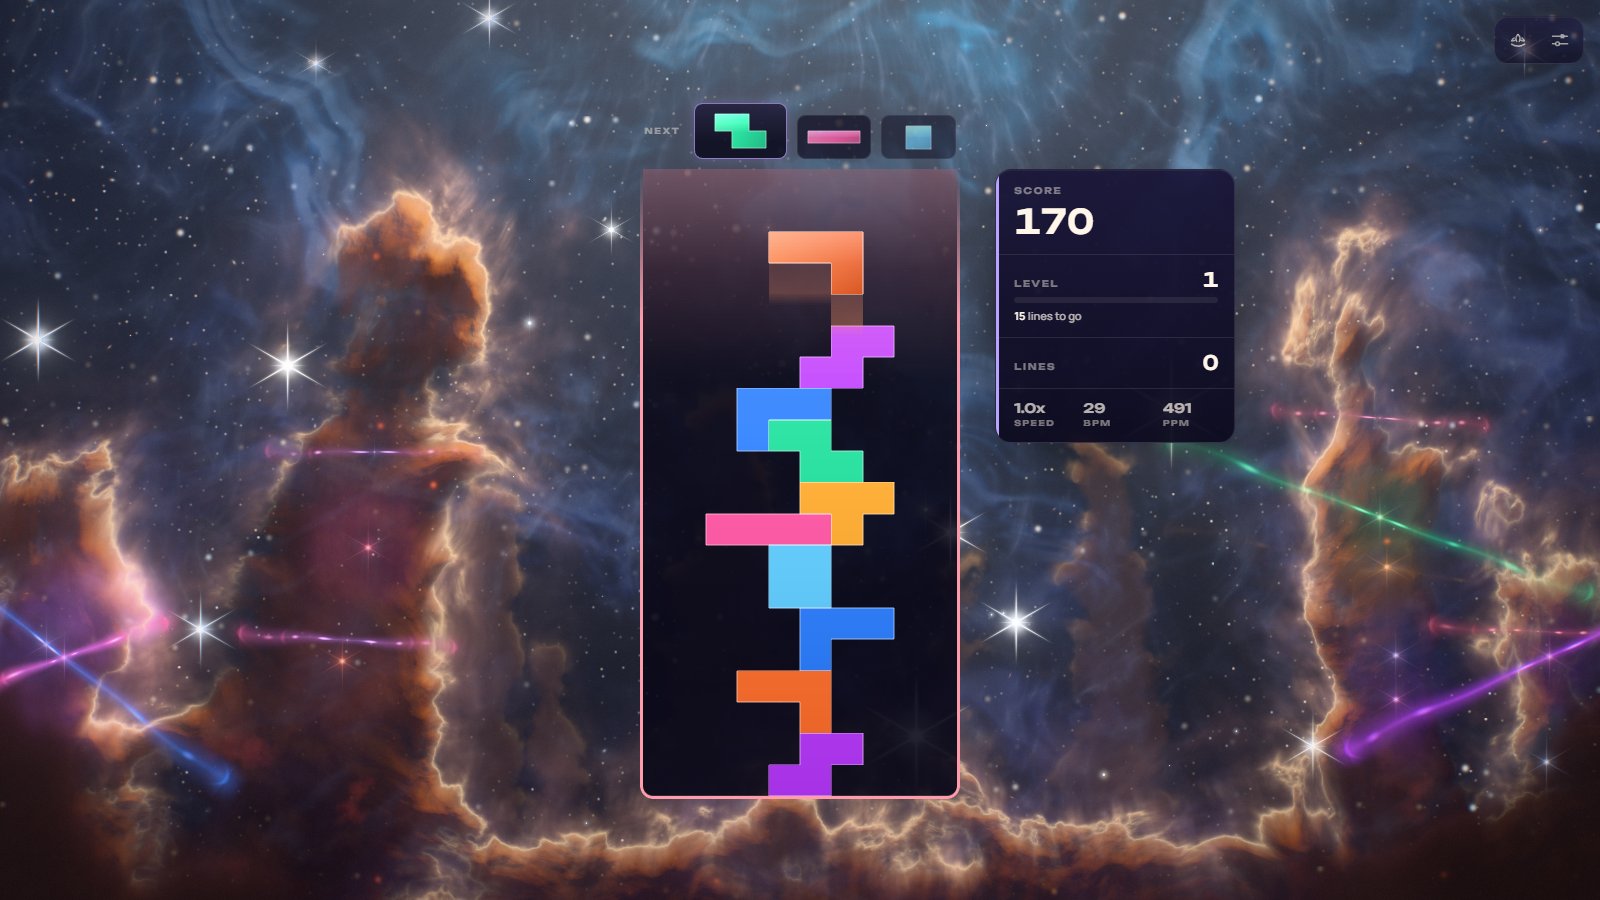 NEXT
SCORE
170
LEVEL 1
15 lines to go
LINES 0
1.0x 29 491
SPEED BPM PPM